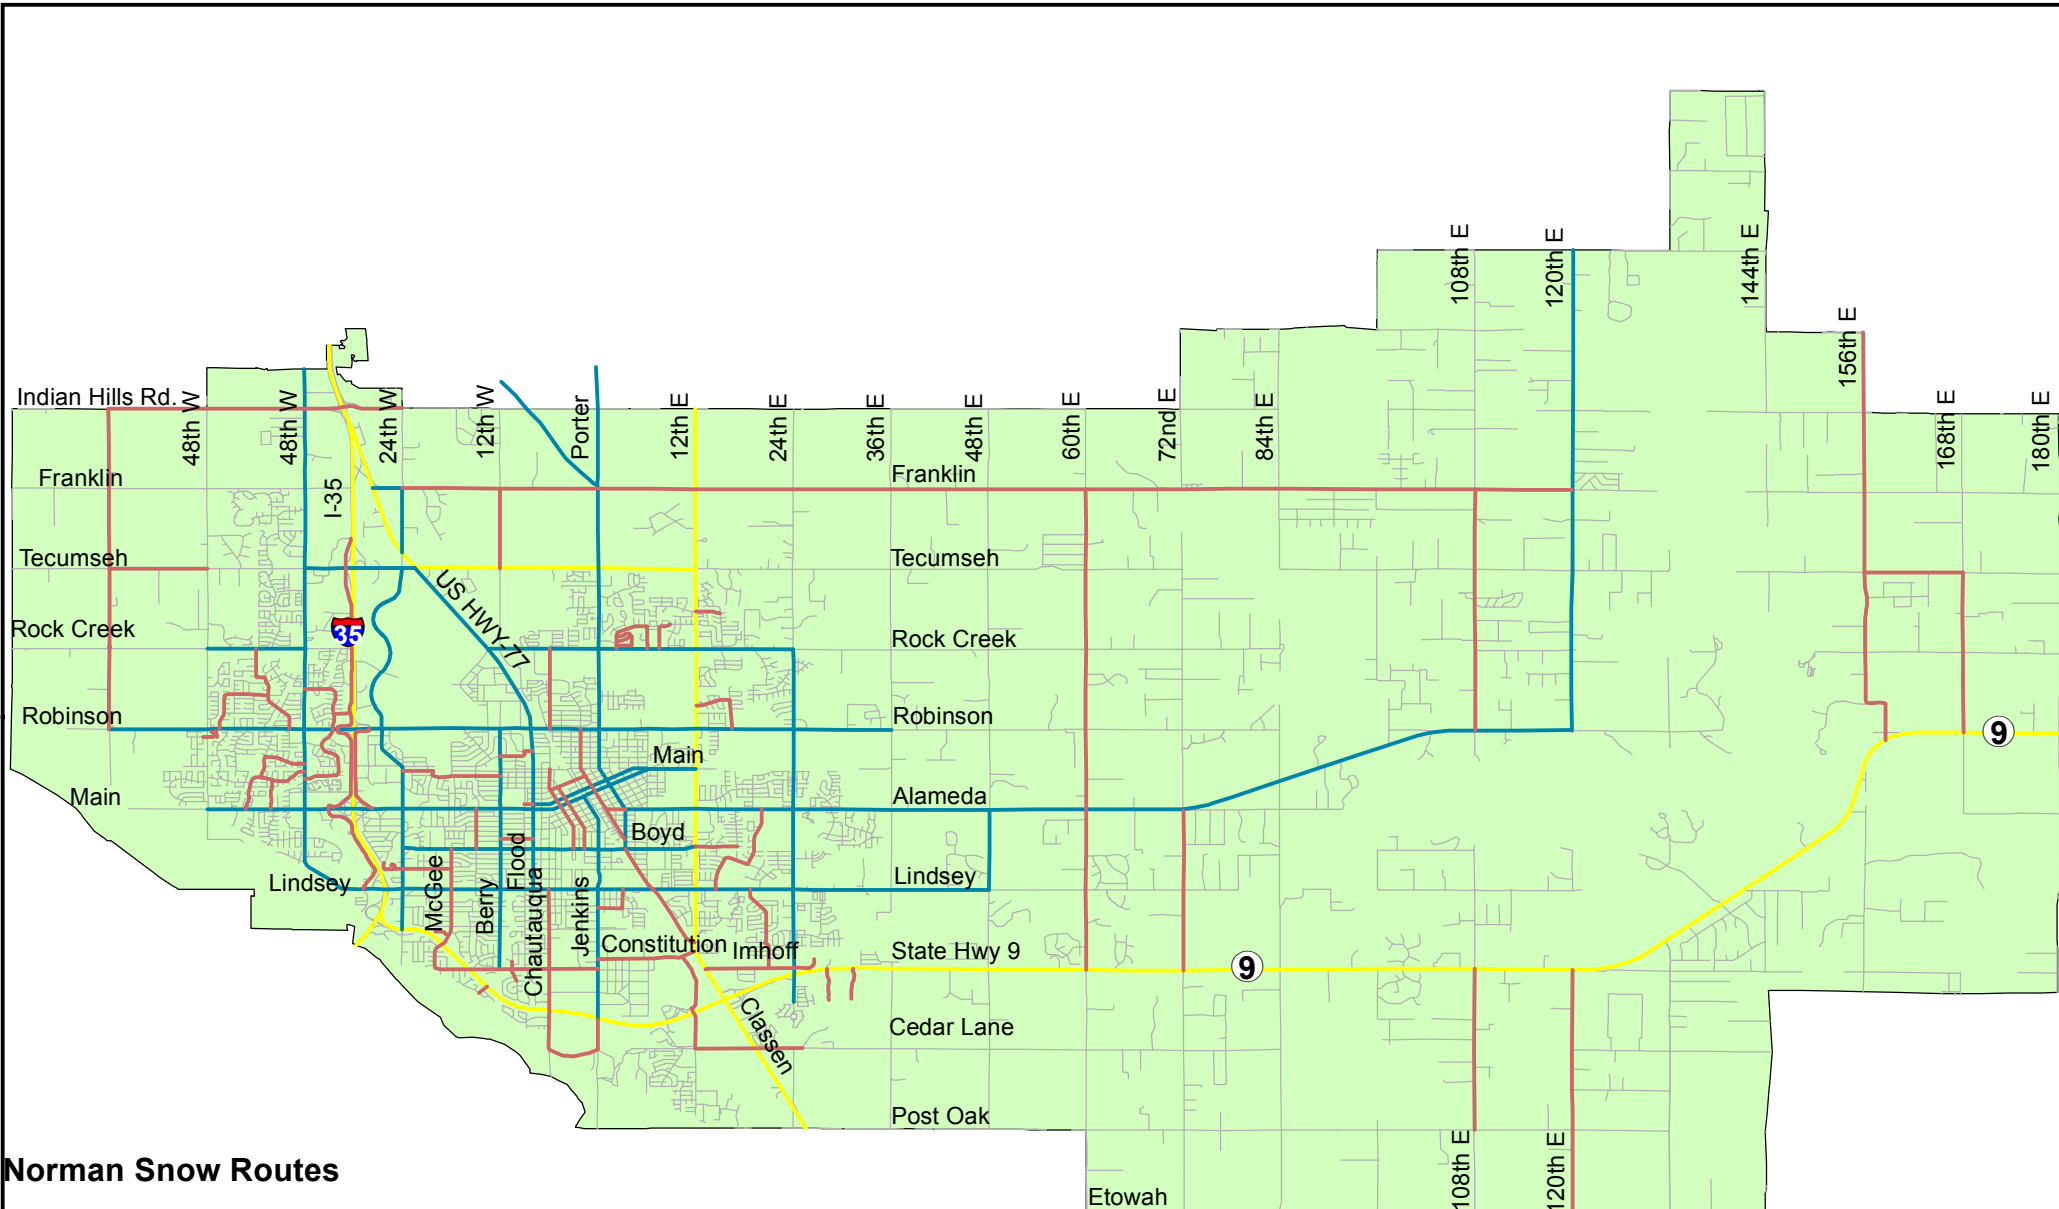 108th E
120th E
144th E
156th E
Indian Hills Rd.
48th W
48th W
24th W
12th W
Porter
12th E
24th E
36th E
48th E
60th E
72nd E
84th E
168th E
180th E
Franklin
I-35
Franklin
Tecumseh
Tecumseh
US HWY-77
Rock Creek
35
Rock Creek
Robinson
Robinson
9
Main
Main
Alameda
Boyd
Flood
McGee
Lindsey
Berry
Chautauqua
Jenkins
Lindsey
Constitution
Imhoff
State Hwy 9
9
Classen
Cedar Lane
Post Oak
108th E
120th E
Norman Snow Routes
Etowah